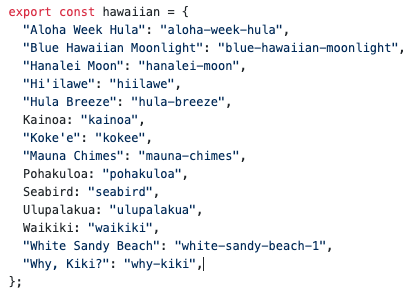 export const hawaiian = {
"Aloha Week Hula": "aloha-week-hula",
"Blue Hawaiian Moonlight": "blue-hawaiian-moonlight",
"Hanalei Moon": "hanalei-moon",
"Hi'ilawe": "hiilawe",
"Hula Breeze": "hula-breeze",
Kainoa: "kainoa",
"Koke'e": "kokee",
"Mauna Chimes": "mauna-chimes",
Pohakuloa: "pohakuloa",
Seabird: "seabird",
Ulupalakua: "ulupalakua",
Waikiki: "waikiki",
"White Sandy Beach": "white-sandy-beach-1",
"Why, Kiki?": "why-kiki",
};